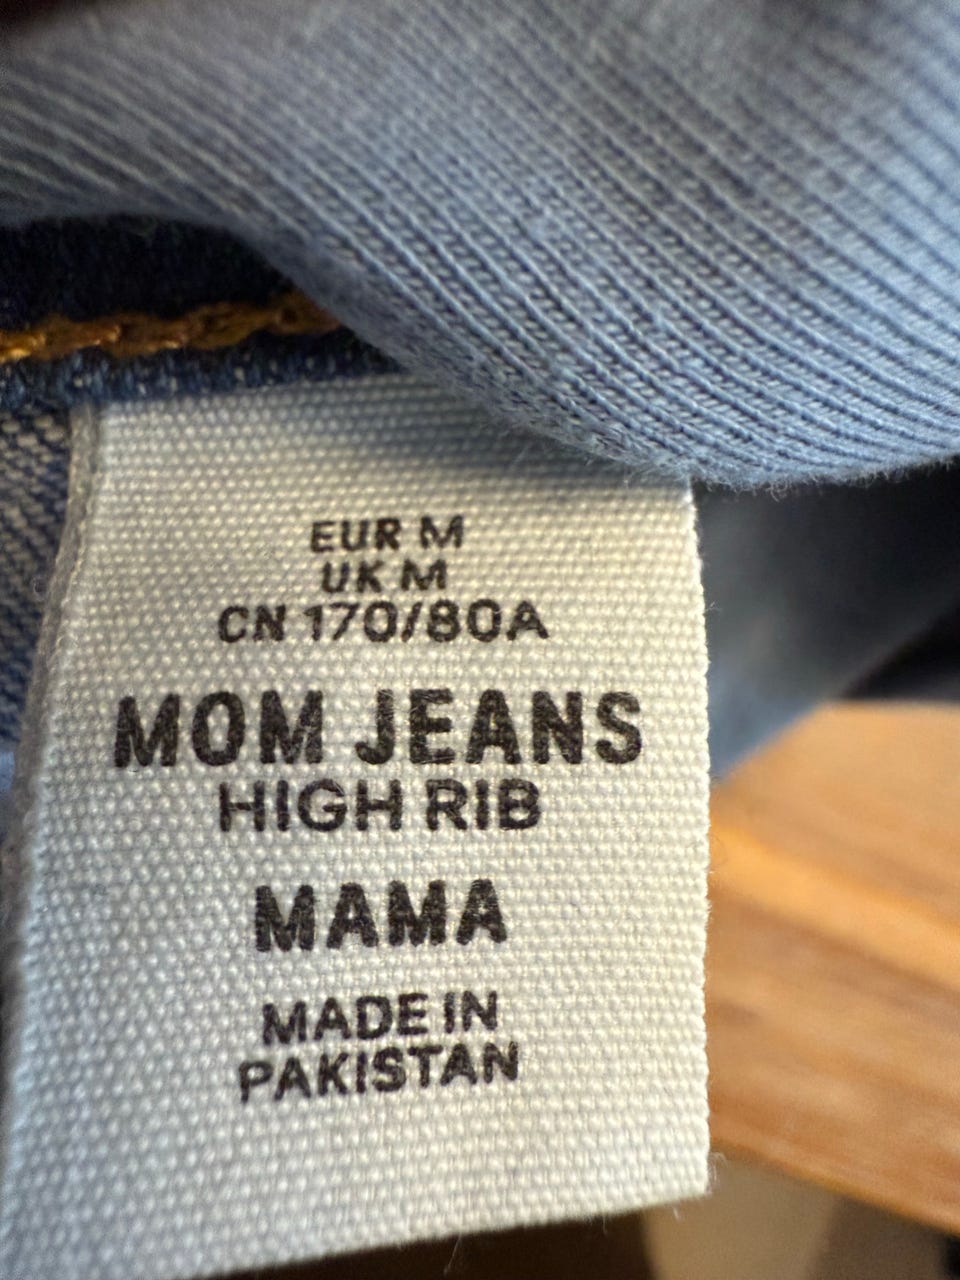 EUR M
UK M
CN 170/80A
MOM JEANS
HIGH RIB
MAMA
MADE IN
PAKISTAN